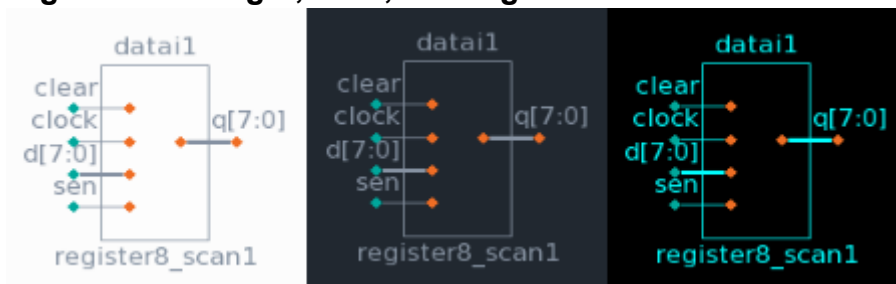 datai1
clear
clock
q[7:0]
d[7:0]
sen
register8_scan1
datai1
clear
clock
q[7:0]
d[7:0]
sen
register8_scan1
datai1
clear
clock
q[7:0]
d[7:0]
sen
register8_scan1